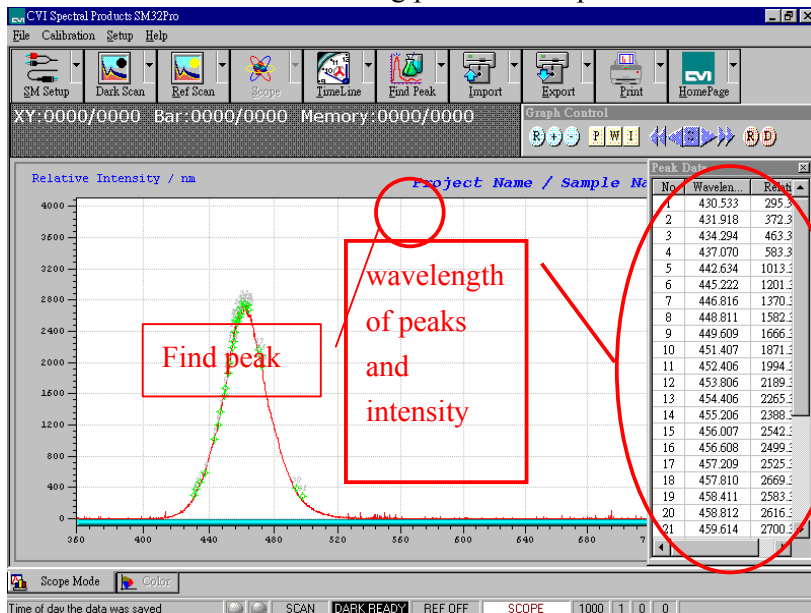 CVI Spectral Products SM32Pro
File Calibration Setup Help
SM Setup Dark Scan Ref Scan Scope TimeLine Find Peak Import Export Print HomePage
XY:0000/0000 Bar:0000/0000 Memory:0000/0000
Graph Control
R + - P W I S R D
Relative Intensity / nm
Project Name / Sample Na
Peak Data
No Wavelen... Relati
1 430.533 295.3
2 431.918 372.3
3 434.294 463.3
4 437.070 583.3
5 442.634 1013.3
6 445.222 1201.3
7 446.816 1370.3
8 448.811 1582.3
9 449.609 1666.3
10 451.407 1871.3
11 452.406 1994.3
12 453.806 2189.3
13 454.406 2265.3
14 455.206 2388.3
15 456.007 2542.3
16 456.608 2499.3
17 457.209 2525.3
18 457.810 2669.3
19 458.411 2583.3
20 458.812 2616.3
21 459.614 2700.3
4000
3600
3200
2800
2400
2000
1600
1200
800
400
0
360 400 440 480 520 560 600 640 680 7
Find peak
wavelength
of peaks
and
intensity
Scope Mode Color
Time of day the data was saved SCAN DARK READY REF OFF SCOPE 1000 1 0 0